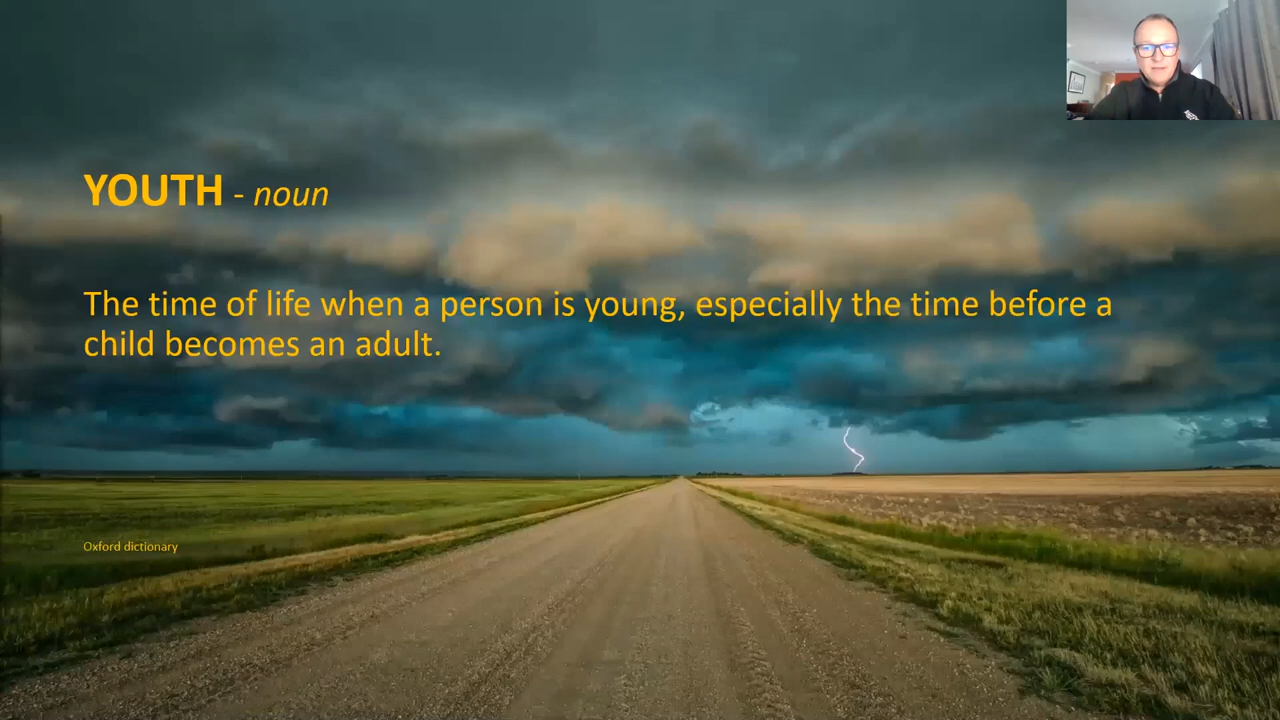 YOUTH - noun
The time of life when a person is young, especially the time before a
child becomes an adult.
Oxford dictionary